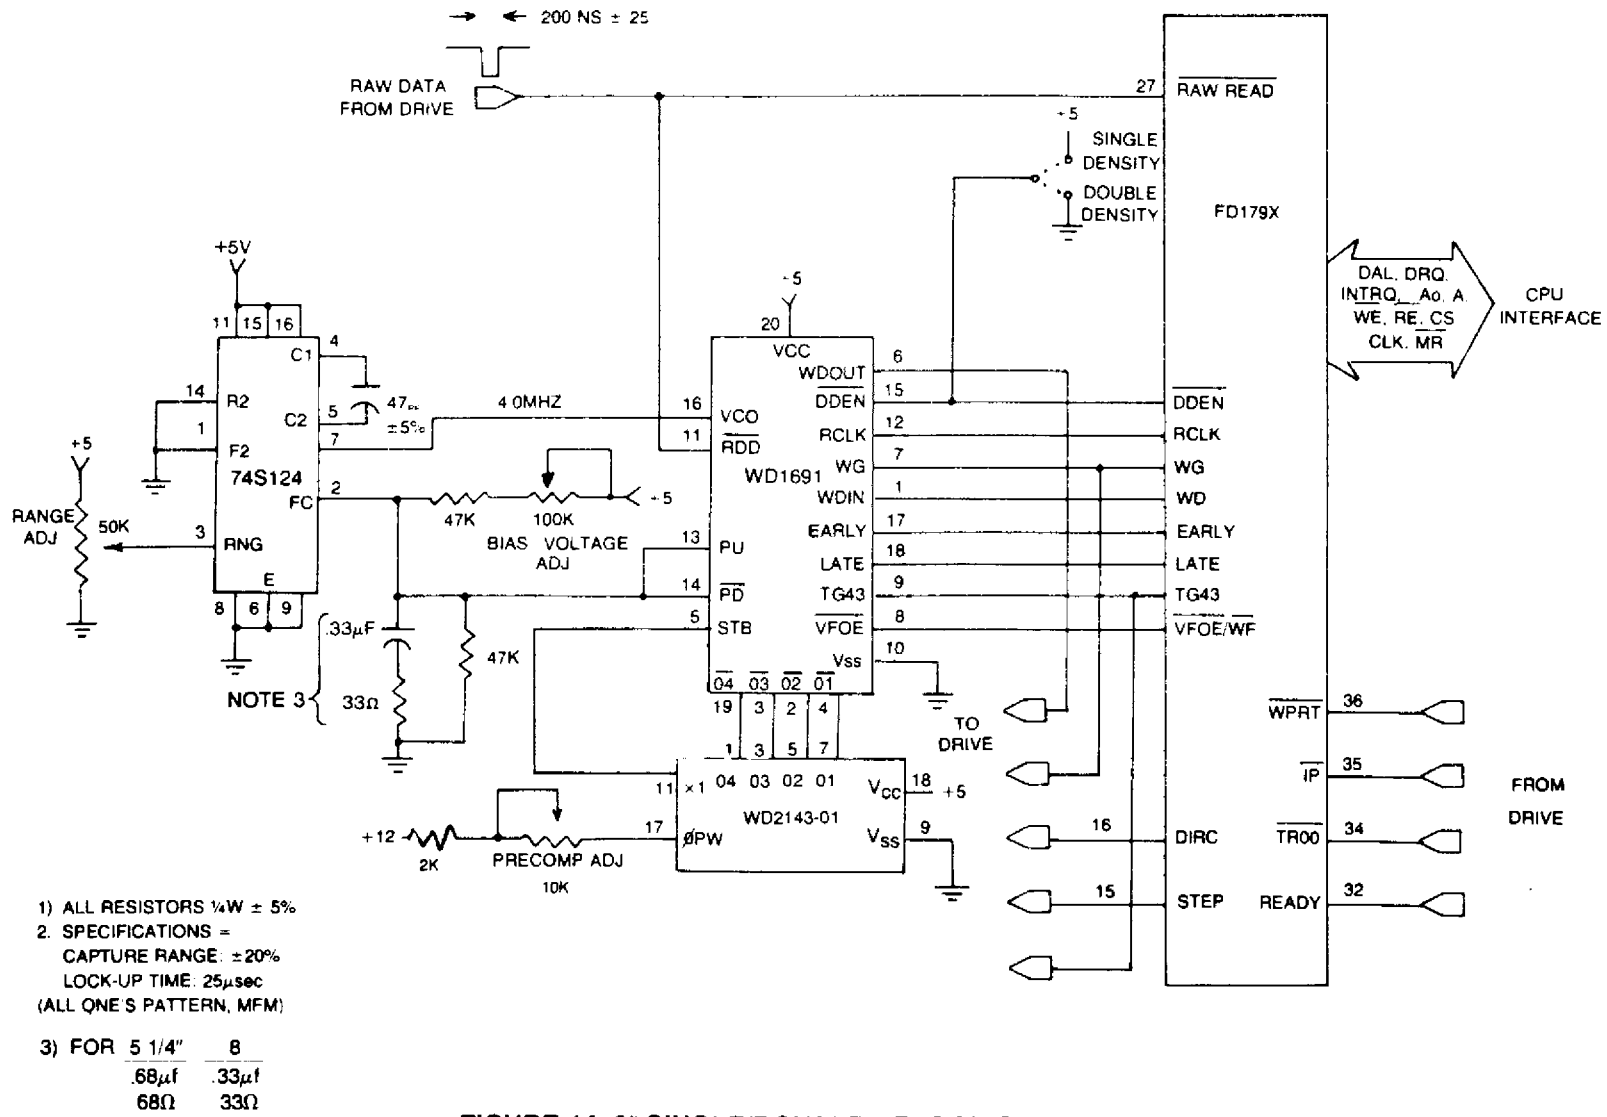 200 NS ± 25
RAW DATA
FROM DRIVE
27
RAW READ
+5
SINGLE
DENSITY
DOUBLE
DENSITY
FD179X
DAL, DRQ,
INTRQ, Ao, A,
WE, RE, CS
CLK, MR
CPU
INTERFACE
+5V
11 15 16
C1 4
14 R2
C2 5
47
±5%
7
1 F2
74S124
FC 2
3 RNG
E
8 6 9
+5
RANGE
ADJ
50K
4.0MHZ
47K
100K
+5
BIAS VOLTAGE
ADJ
.33µF
47K
NOTE 3
33Ω
-5
20
VCC
WD1691
16 VCO
11 RDD
13 PU
14 PD
5 STB
WDOUT 6
DDEN 15
RCLK 12
WG 7
WDIN 1
EARLY 17
LATE 18
TG43 9
VFOE 8
Vss 10
04 03 02 01
19 3 2 4
1 3 5 7
04 03 02 01
11 ×1
WD2143-01
VCC 18 +5
VSS 9
17 ØPW
+12
2K
PRECOMP ADJ
10K
DDEN
RCLK
WG
WD
EARLY
LATE
TG43
VFOE/WF
TO
DRIVE
16 DIRC
15 STEP
WPRT 36
IP 35
TR00 34
READY 32
FROM
DRIVE
1) ALL RESISTORS ¼W ± 5%
2. SPECIFICATIONS =
CAPTURE RANGE: ±20%
LOCK-UP TIME: 25µsec
(ALL ONE'S PATTERN, MFM)
3) FOR 5 1/4" 8
.68µf .33µf
68Ω 33Ω